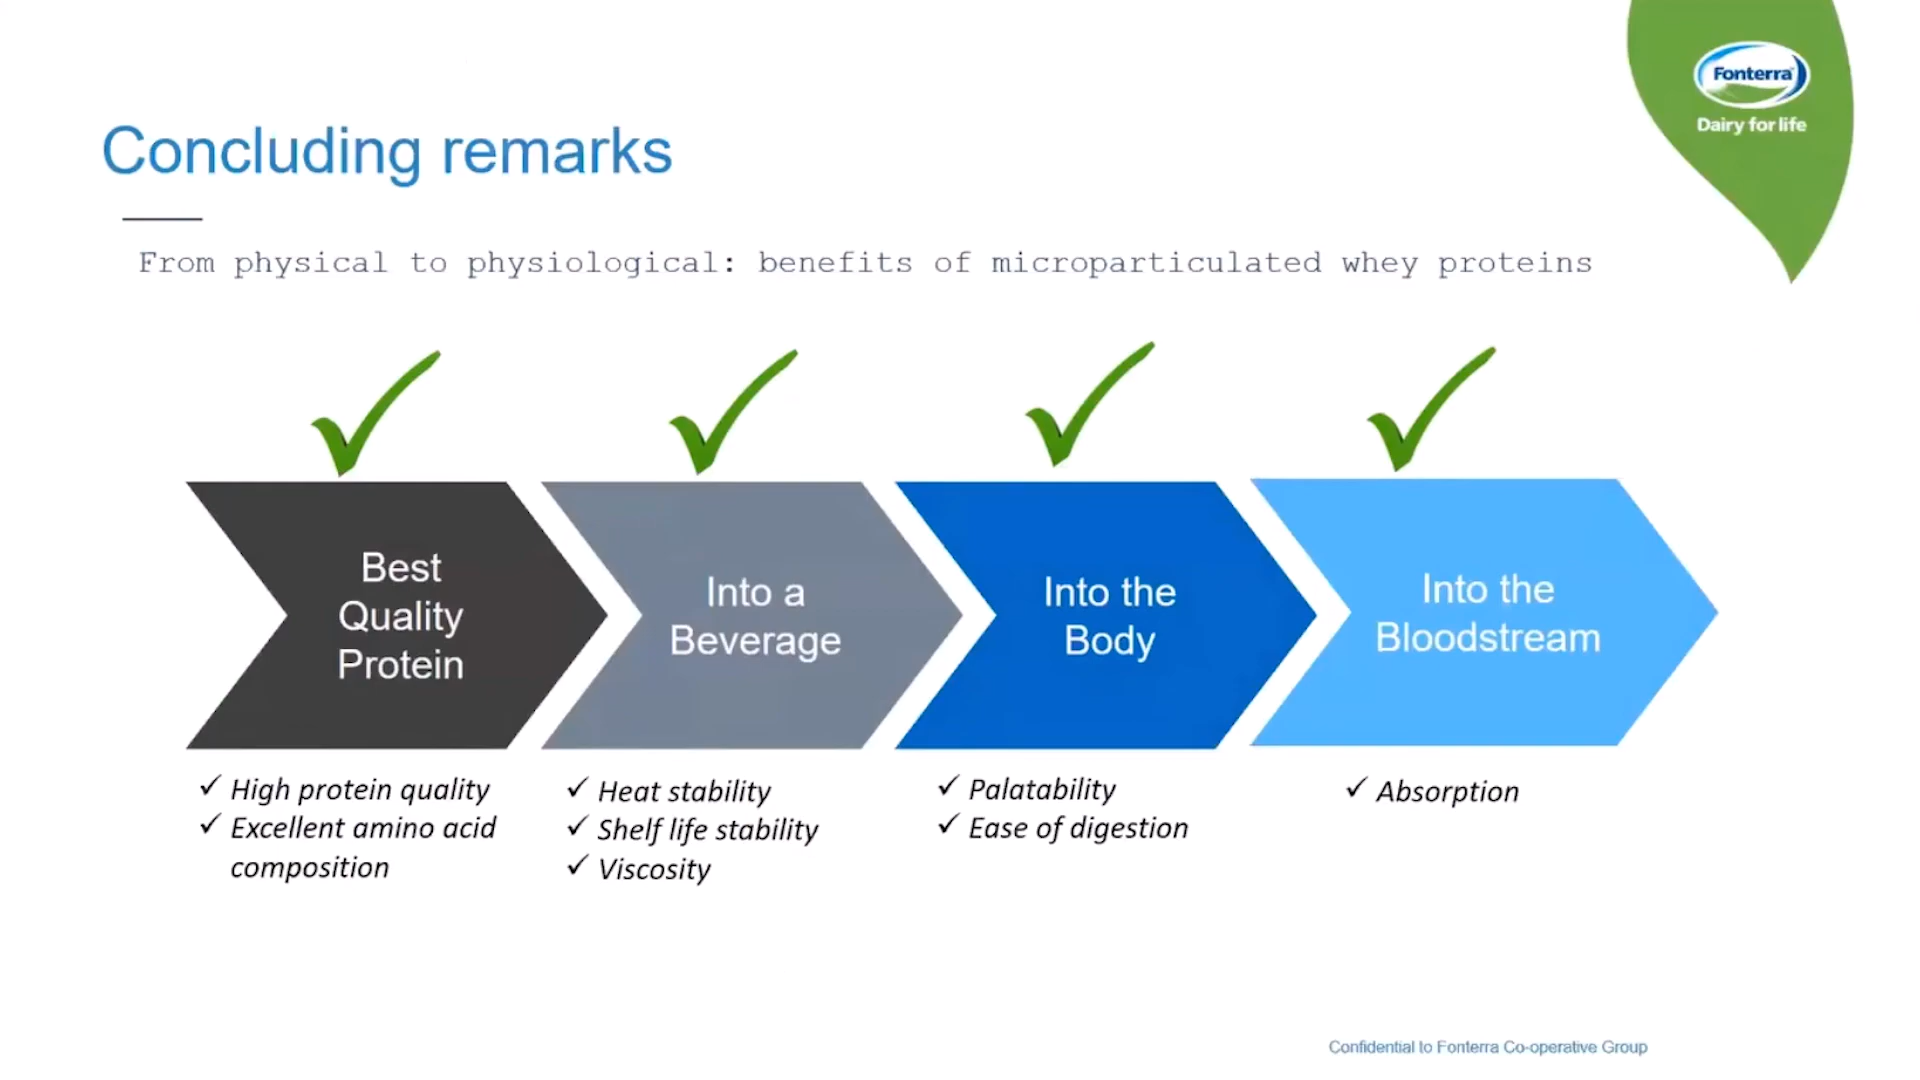 Fonterra
Dairy for life
Concluding remarks
From physical to physiological: benefits of microparticulated whey proteins
Best
Quality
Protein
Into a
Beverage
Into the
Body
Into the
Bloodstream
✓ High protein quality
✓ Excellent amino acid
composition
✓ Heat stability
✓ Shelf life stability
✓ Viscosity
✓ Palatability
✓ Ease of digestion
✓ Absorption
Confidential to Fonterra Co-operative Group